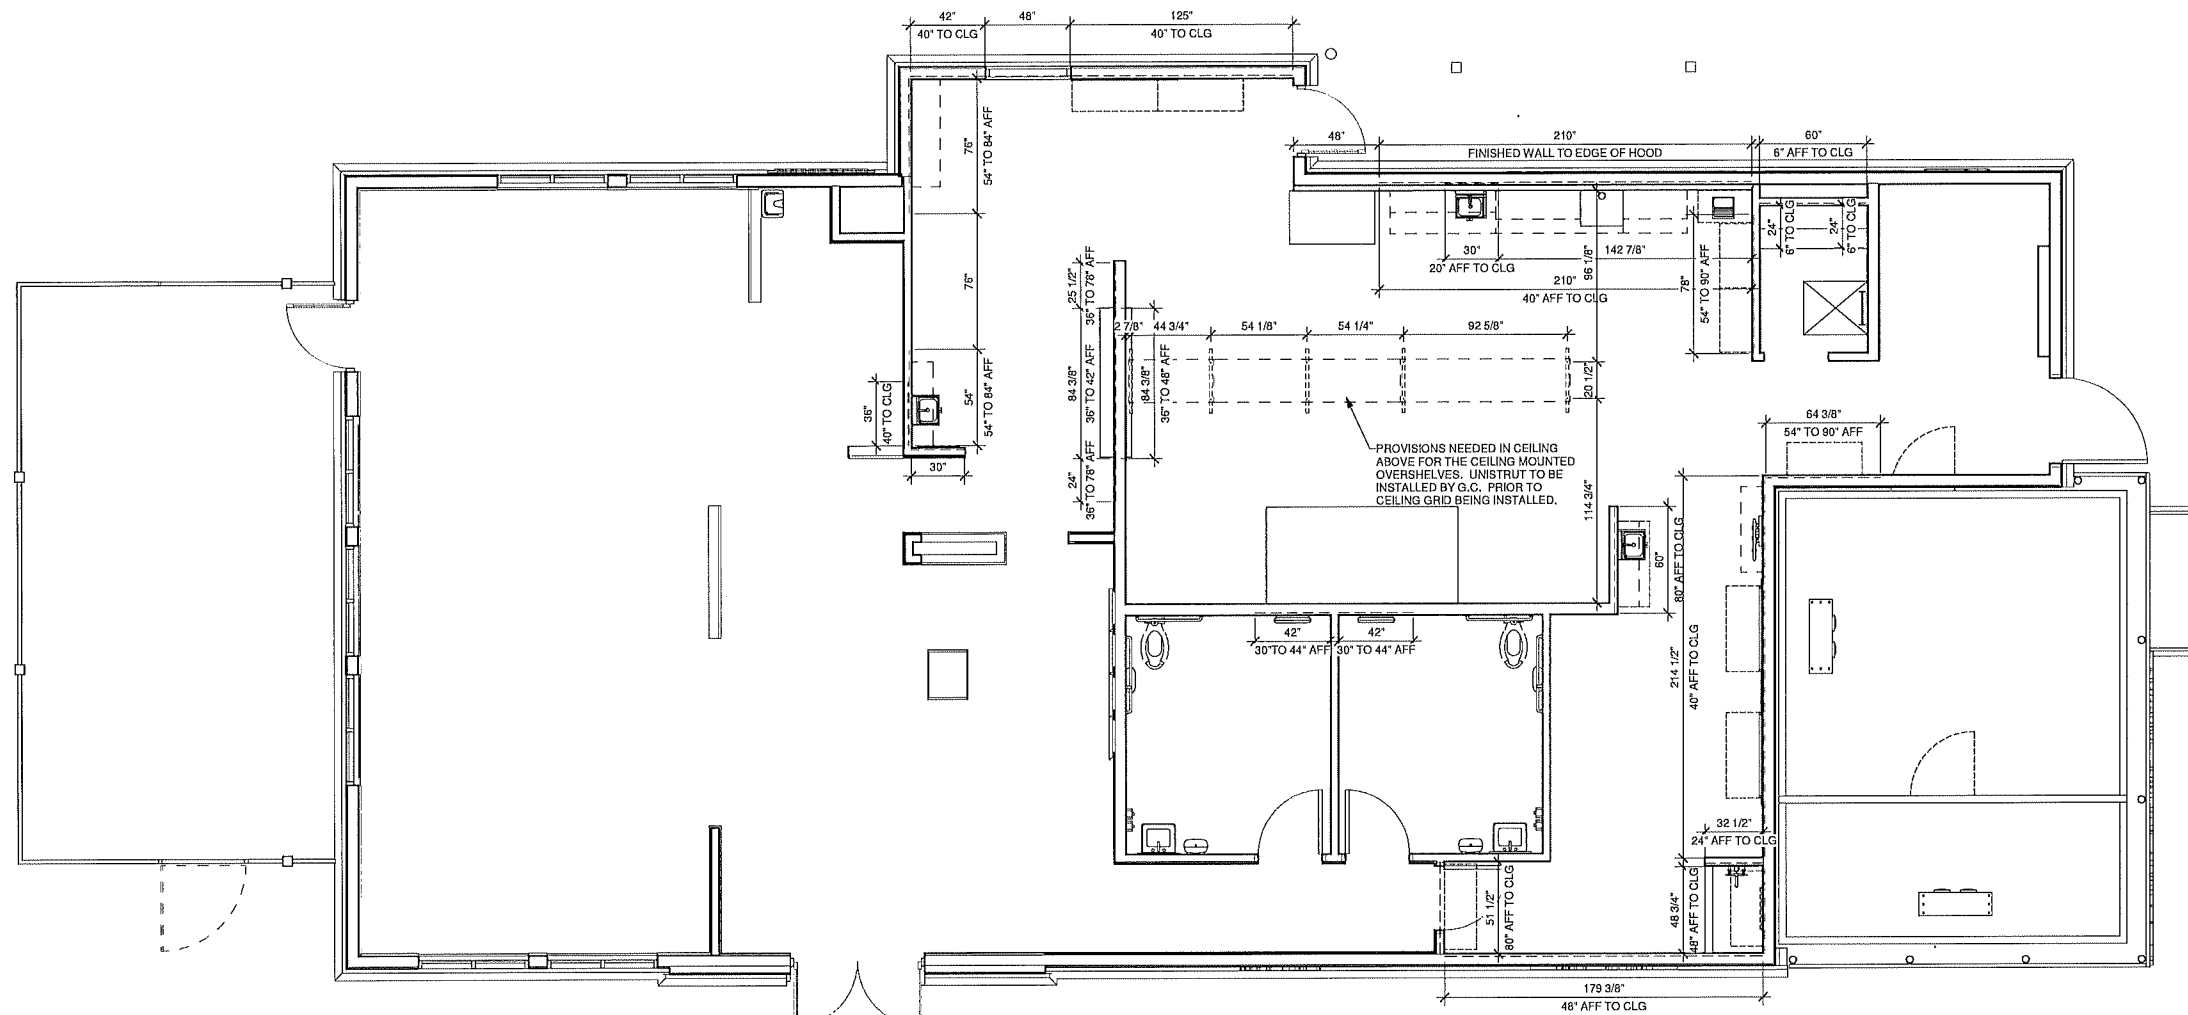 42" 48" 125"
40" TO CLG 40" TO CLG
76"
54" TO 84" AFF
76"
54"
54" TO 84" AFF
36"
40" TO CLG
30"
48" 210" 60"
FINISHED WALL TO EDGE OF HOOD 6" AFF TO CLG
24"
6" TO CLG
24"
6" TO CLG
30" 142 7/8"
20" AFF TO CLG
96 1/8"
210"
40" AFF TO CLG
78"
54" TO 90" AFF
25 1/2"
36" TO 78" AFF
84 3/8"
36" TO 42" AFF
24"
36" TO 78" AFF
84 3/8"
36" TO 48" AFF
2 7/8" 44 3/4" 54 1/8" 54 1/4" 92 5/8"
20 1/2"
114 3/4"
PROVISIONS NEEDED IN CEILING
ABOVE FOR THE CEILING MOUNTED
OVERSHELVES. UNISTRUT TO BE
INSTALLED BY G.C. PRIOR TO
CEILING GRID BEING INSTALLED.
64 3/8"
54" TO 90" AFF
60"
80" AFF TO CLG
214 1/2"
40" AFF TO CLG
42" 42"
30"TO 44" AFF 30" TO 44" AFF
32 1/2"
24" AFF TO CLG
51 1/2"
80" AFF TO CLG
48 3/4"
48" AFF TO CLG
179 3/8"
48" AFF TO CLG